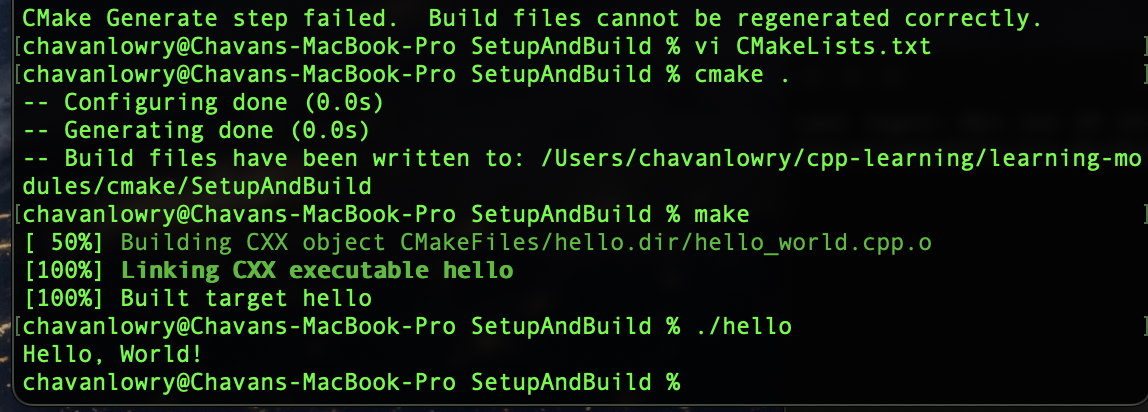 CMake Generate step failed.  Build files cannot be regenerated correctly.
[chavanlowry@Chavans-MacBook-Pro SetupAndBuild % vi CMakeLists.txt ]
[chavanlowry@Chavans-MacBook-Pro SetupAndBuild % cmake . ]
-- Configuring done (0.0s)
-- Generating done (0.0s)
-- Build files have been written to: /Users/chavanlowry/cpp-learning/learning-mo
dules/cmake/SetupAndBuild
[chavanlowry@Chavans-MacBook-Pro SetupAndBuild % make ]
[ 50%] Building CXX object CMakeFiles/hello.dir/hello_world.cpp.o
[100%] Linking CXX executable hello
[100%] Built target hello
[chavanlowry@Chavans-MacBook-Pro SetupAndBuild % ./hello ]
Hello, World!
chavanlowry@Chavans-MacBook-Pro SetupAndBuild %